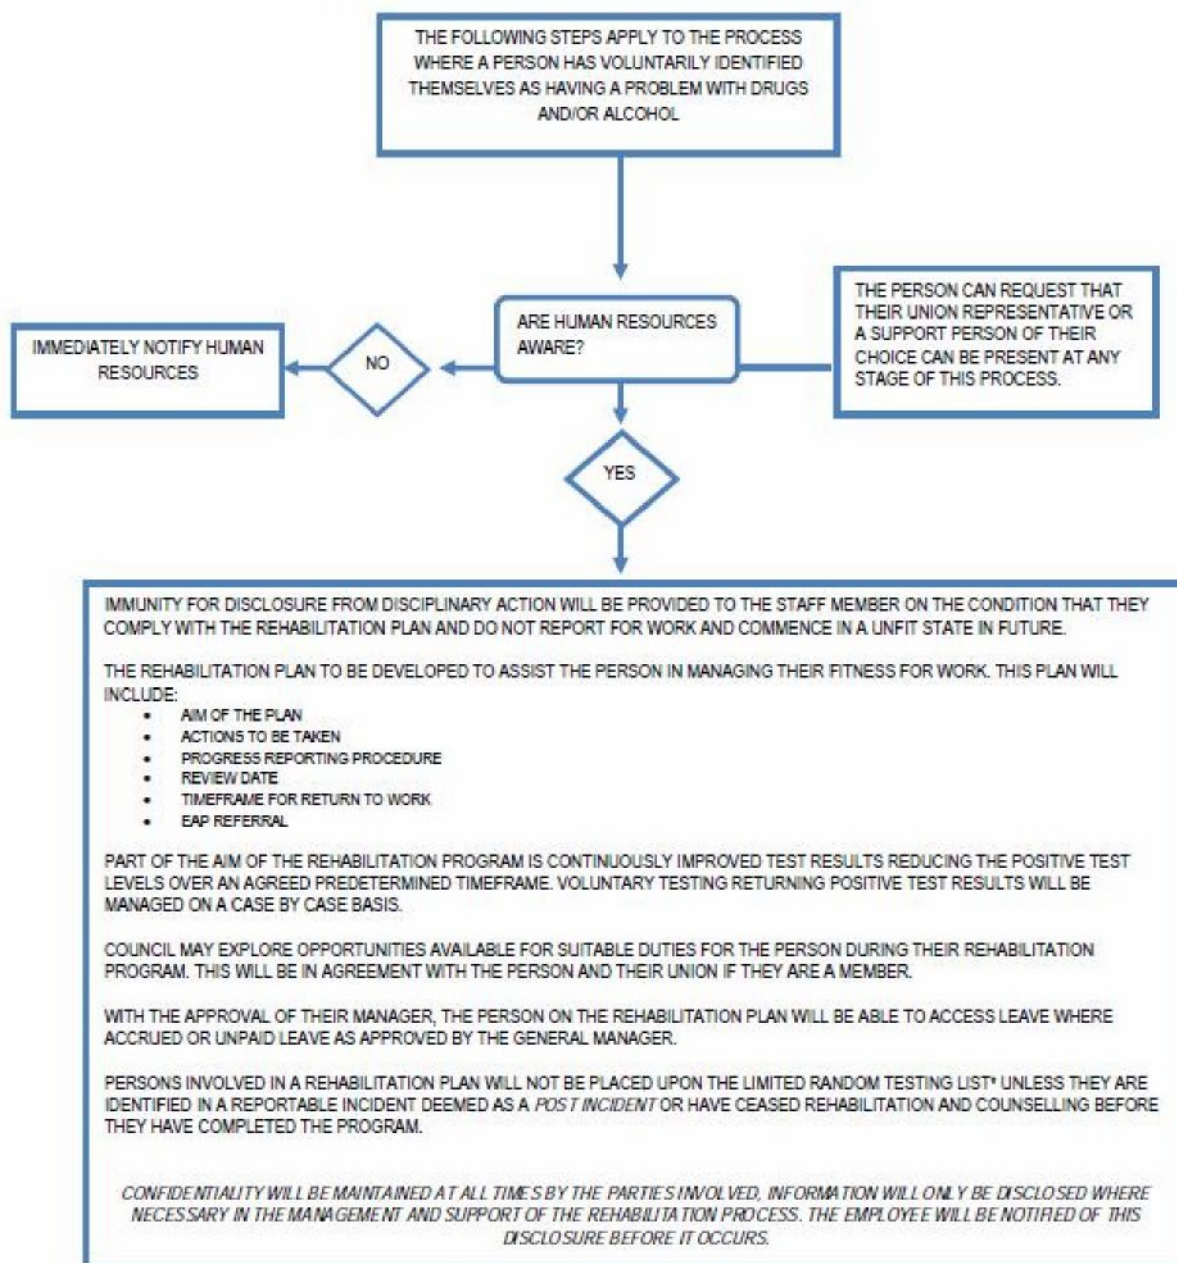 THE FOLLOWING STEPS APPLY TO THE PROCESS
WHERE A PERSON HAS VOLUNTARILY IDENTIFIED
THEMSELVES AS HAVING A PROBLEM WITH DRUGS
AND/OR ALCOHOL
ARE HUMAN RESOURCES
AWARE?
THE PERSON CAN REQUEST THAT
THEIR UNION REPRESENTATIVE OR
A SUPPORT PERSON OF THEIR
CHOICE CAN BE PRESENT AT ANY
STAGE OF THIS PROCESS.
NO
IMMEDIATELY NOTIFY HUMAN
RESOURCES
YES
IMMUNITY FOR DISCLOSURE FROM DISCIPLINARY ACTION WILL BE PROVIDED TO THE STAFF MEMBER ON THE CONDITION THAT THEY
COMPLY WITH THE REHABILITATION PLAN AND DO NOT REPORT FOR WORK AND COMMENCE IN A UNFIT STATE IN FUTURE.
THE REHABILITATION PLAN TO BE DEVELOPED TO ASSIST THE PERSON IN MANAGING THEIR FITNESS FOR WORK. THIS PLAN WILL
INCLUDE:
• AIM OF THE PLAN
• ACTIONS TO BE TAKEN
• PROGRESS REPORTING PROCEDURE
• REVIEW DATE
• TIMEFRAME FOR RETURN TO WORK
• EAP REFERRAL
PART OF THE AIM OF THE REHABILITATION PROGRAM IS CONTINUOUSLY IMPROVED TEST RESULTS REDUCING THE POSITIVE TEST
LEVELS OVER AN AGREED PREDETERMINED TIMEFRAME. VOLUNTARY TESTING RETURNING POSITIVE TEST RESULTS WILL BE
MANAGED ON A CASE BY CASE BASIS.
COUNCIL MAY EXPLORE OPPORTUNITIES AVAILABLE FOR SUITABLE DUTIES FOR THE PERSON DURING THEIR REHABILITATION
PROGRAM. THIS WILL BE IN AGREEMENT WITH THE PERSON AND THEIR UNION IF THEY ARE A MEMBER.
WITH THE APPROVAL OF THEIR MANAGER, THE PERSON ON THE REHABILITATION PLAN WILL BE ABLE TO ACCESS LEAVE WHERE
ACCRUED OR UNPAID LEAVE AS APPROVED BY THE GENERAL MANAGER.
PERSONS INVOLVED IN A REHABILITATION PLAN WILL NOT BE PLACED UPON THE LIMITED RANDOM TESTING LIST* UNLESS THEY ARE
IDENTIFIED IN A REPORTABLE INCIDENT DEEMED AS A POST INCIDENT OR HAVE CEASED REHABILITATION AND COUNSELLING BEFORE
THEY HAVE COMPLETED THE PROGRAM.
CONFIDENTIALITY WILL BE MAINTAINED AT ALL TIMES BY THE PARTIES INVOLVED, INFORMATION WILL ONLY BE DISCLOSED WHERE
NECESSARY IN THE MANAGEMENT AND SUPPORT OF THE REHABILITATION PROCESS. THE EMPLOYEE WILL BE NOTIFIED OF THIS
DISCLOSURE BEFORE IT OCCURS.